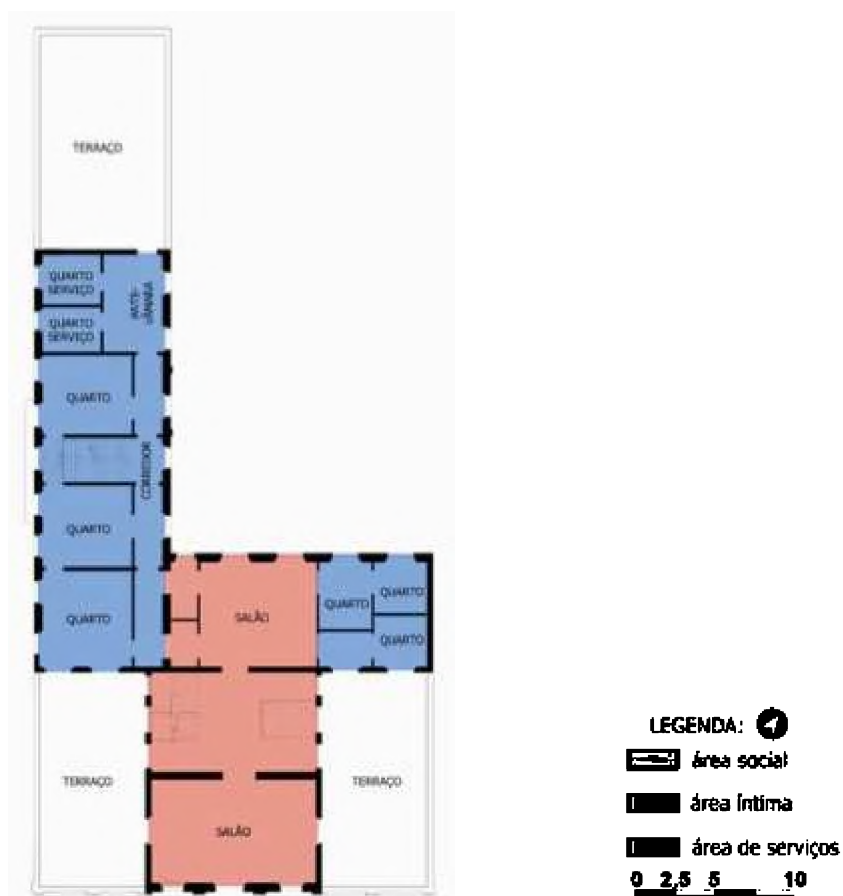 TERRAÇO
QUARTO
SERVIÇO
QUARTO
SERVIÇO
ANTE-
CÂMARA
QUARTO
CORREDOR
QUARTO
QUARTO
SALÃO
QUARTO
QUARTO
QUARTO
TERRAÇO
TERRAÇO
SALÃO
LEGENDA:
área social
área íntima
área de serviços
0 2,5 5 10